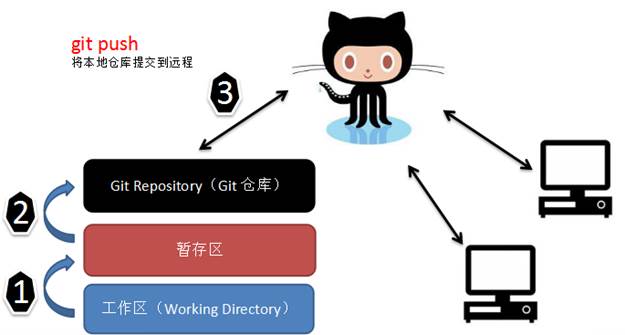 git push
将本地仓库提交到远程
3
Git Repository（Git 仓库）
2
暂存区
1
工作区（Working Directory）